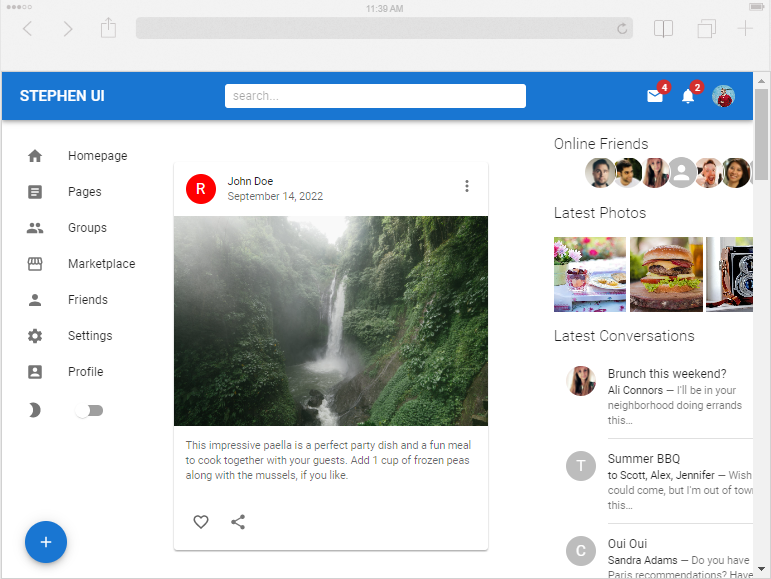 11:39 AM
STEPHEN UI
search...
4
2
Homepage
Pages
Groups
Marketplace
Friends
Settings
Profile
R
John Doe
September 14, 2022
This impressive paella is a perfect party dish and a fun meal
to cook together with your guests. Add 1 cup of frozen peas
along with the mussels, if you like.
Online Friends
Latest Photos
Latest Conversations
Brunch this weekend?
Ali Connors — I'll be in your
neighborhood doing errands
this…
T
Summer BBQ
to Scott, Alex, Jennifer — Wish
could come, but I'm out of tow
this…
C
Oui Oui
Sandra Adams — Do you have
Paris recommendations? Have